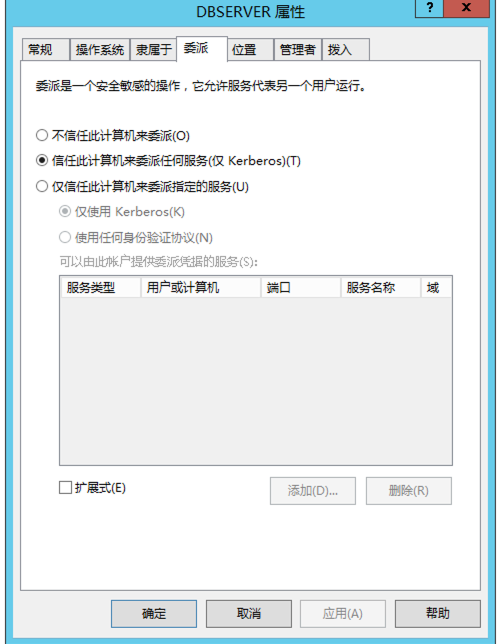 DBSERVER 属性
? x
常规 操作系统 隶属于 委派 位置 管理者 拨入
委派是一个安全敏感的操作，它允许服务代表另一个用户运行。
不信任此计算机来委派(O)
信任此计算机来委派任何服务(仅 Kerberos)(T)
仅信任此计算机来委派指定的服务(U)
仅使用 Kerberos(K)
使用任何身份验证协议(N)
可以由此帐户提供委派凭据的服务(S):
服务类型 用户或计算机 端口 服务名称 域
扩展式(E) 添加(D)... 删除(R)
确定 取消 应用(A) 帮助